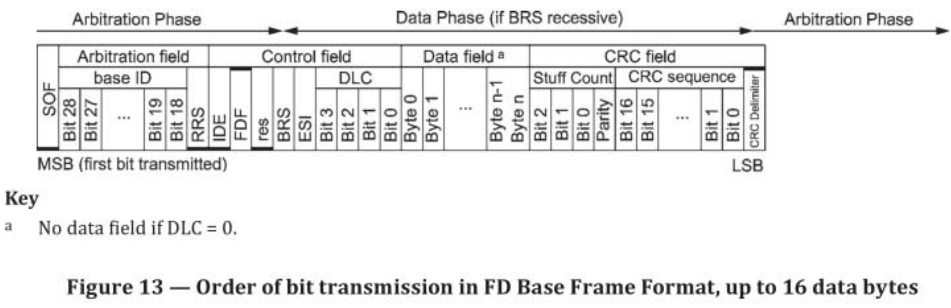 Arbitration Phase Data Phase (if BRS recessive) Arbitration Phase
Arbitration field Control field Data field a CRC field
base ID DLC Stuff Count CRC sequence
SOF Bit 28 Bit 27 ... Bit 19 Bit 18 RRS IDE FDF res BRS ESI Bit 3 Bit 2 Bit 1 Bit 0 Byte 0 Byte 1 ... Byte n-1 Byte n Bit 2 Bit 1 Bit 0 Parity Bit 16 Bit 15 ... Bit 1 Bit 0 CRC Delimiter
MSB (first bit transmitted) LSB
Key
a No data field if DLC = 0.
Figure 13 — Order of bit transmission in FD Base Frame Format, up to 16 data bytes